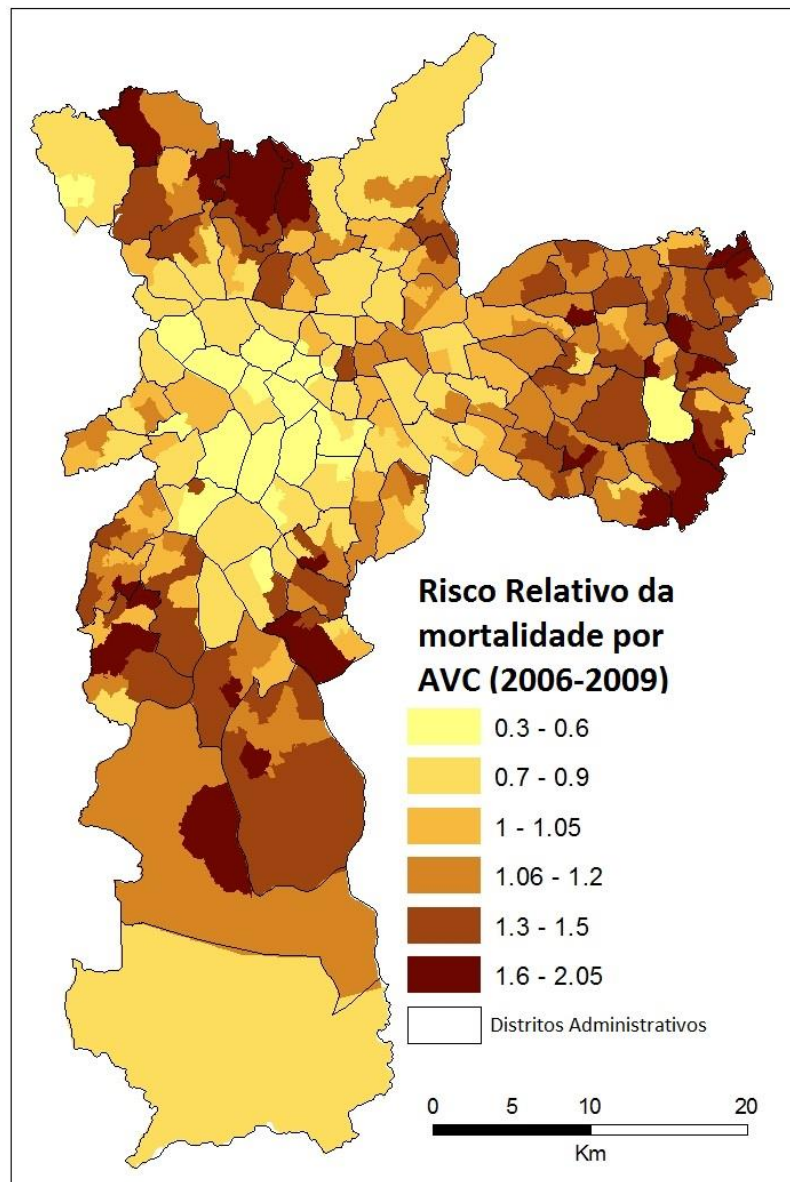 Risco Relativo da
mortalidade por
AVC (2006-2009)
0.3 - 0.6
0.7 - 0.9
1 - 1.05
1.06 - 1.2
1.3 - 1.5
1.6 - 2.05
Distritos Administrativos
0 5 10 20
Km